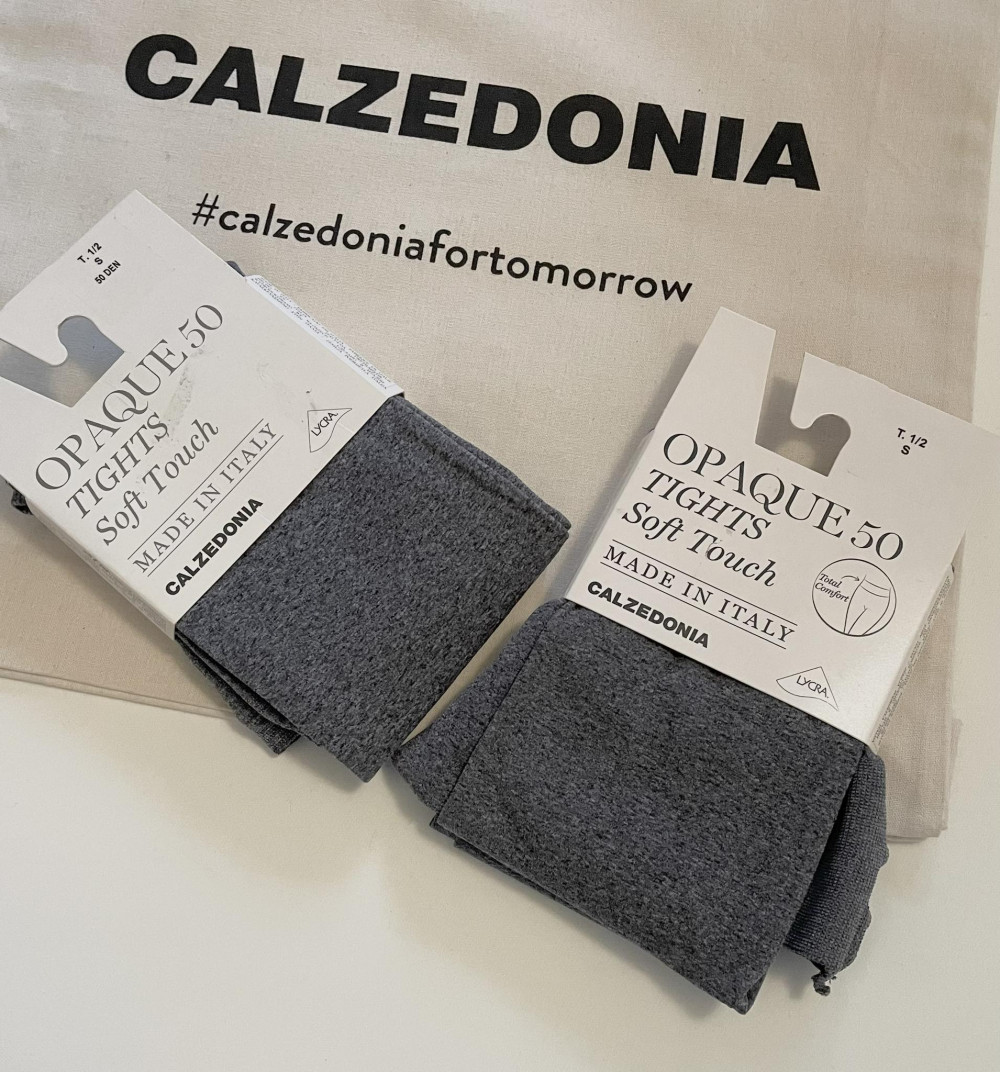 CALZEDONIA
#calzedoniafortomorrow
T. 1/2
S
50 DEN
OPAQUE 50
TIGHTS
Soft Touch
MADE IN ITALY
CALZEDONIA
LYCRA
T. 1/2
S
OPAQUE 50
TIGHTS
Soft Touch
MADE IN ITALY
CALZEDONIA
Total
Comfort
LYCRA